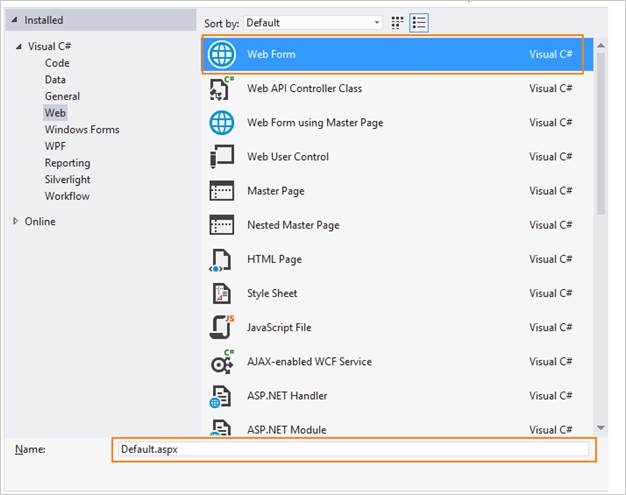 Installed
Sort by: Default
Visual C#
Code
Data
General
Web
Windows Forms
WPF
Reporting
Silverlight
Workflow
Online
Web Form Visual C#
C# Web API Controller Class Visual C#
Web Form using Master Page Visual C#
Web User Control Visual C#
Master Page Visual C#
Nested Master Page Visual C#
HTML Page Visual C#
Style Sheet Visual C#
JS JavaScript File Visual C#
C# AJAX-enabled WCF Service Visual C#
ASP.NET Handler Visual C#
ASP.NET Module Visual C#
Name: Default.aspx